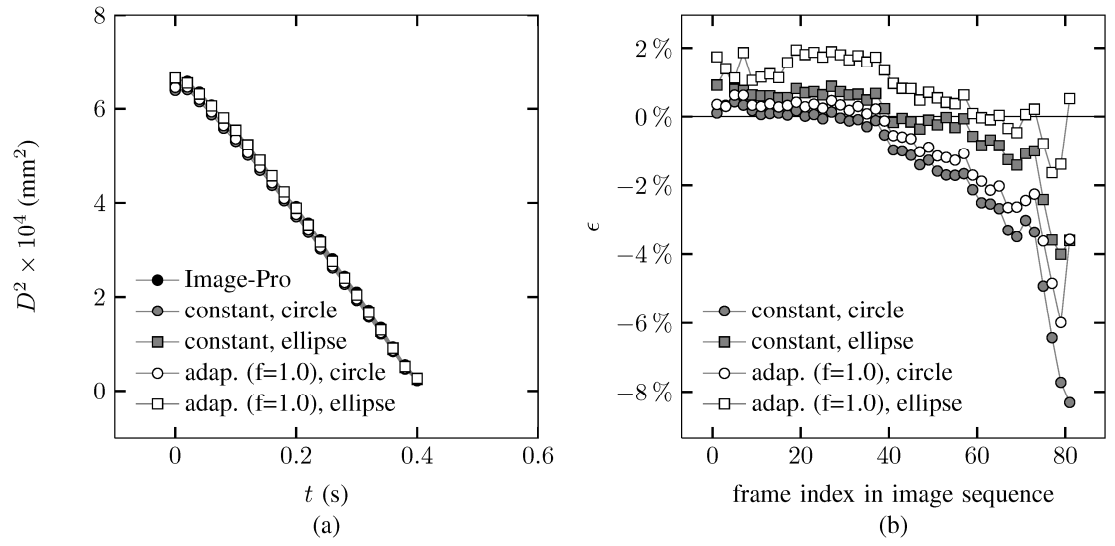 8
6
4
2
0
D² × 10⁴ (mm²)
Image-Pro
constant, circle
constant, ellipse
adap. (f=1.0), circle
adap. (f=1.0), ellipse
0 0.2 0.4 0.6
t (s)
(a)
2 %
0 %
−2 %
−4 %
−6 %
−8 %
ϵ
constant, circle
constant, ellipse
adap. (f=1.0), circle
adap. (f=1.0), ellipse
0 20 40 60 80
frame index in image sequence
(b)